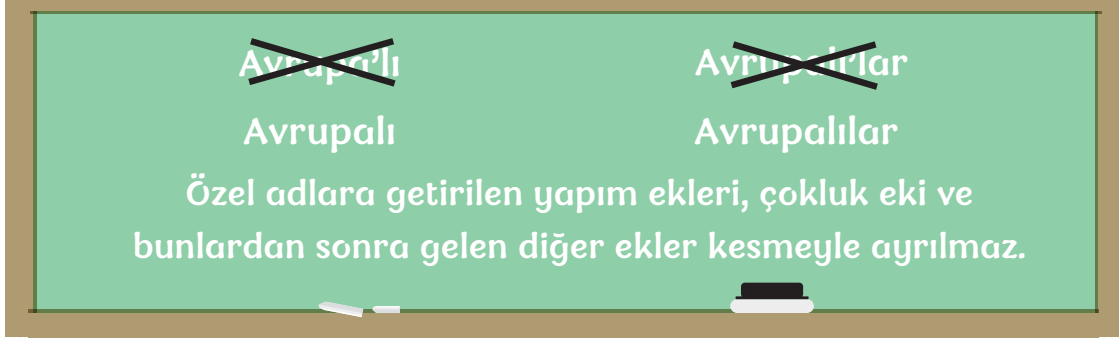 Avrupa'lı Avrupalı'lar
Avrupalı Avrupalılar
Özel adlara getirilen yapım ekleri, çokluk eki ve
bunlardan sonra gelen diğer ekler kesmeyle ayrılmaz.